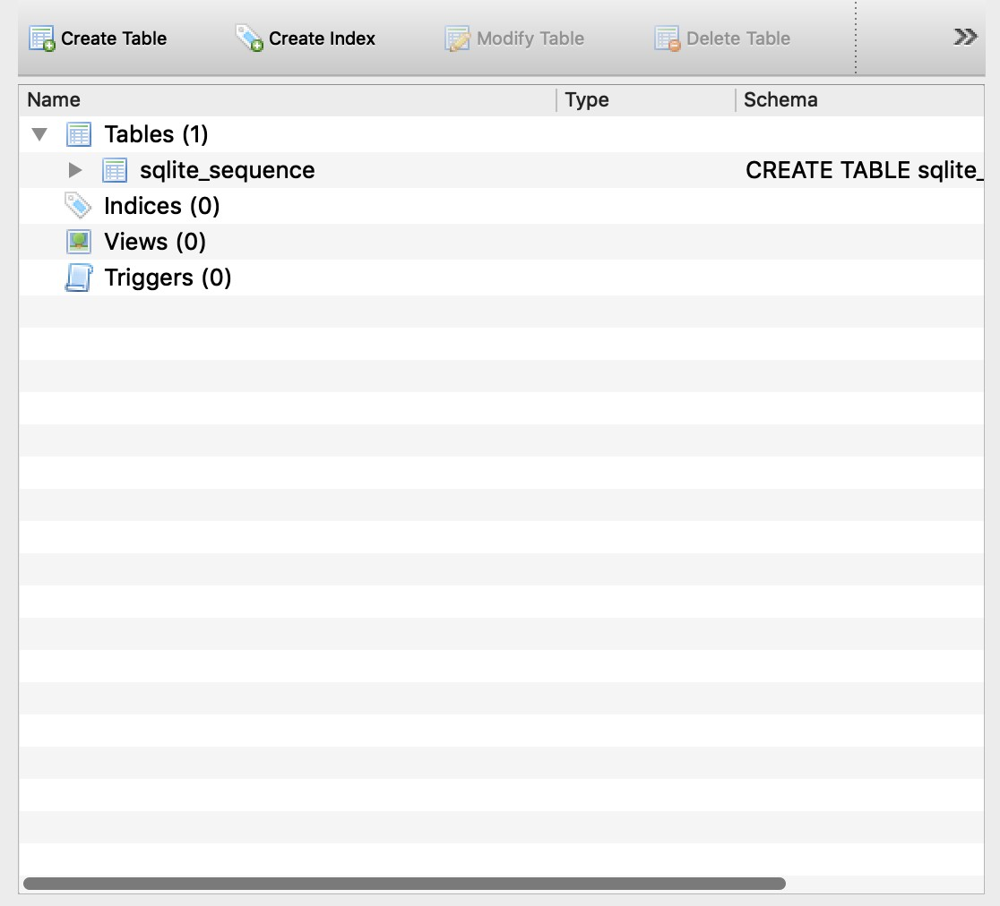 Create Table Create Index Modify Table Delete Table
Name Type Schema
Tables (1)
sqlite_sequence CREATE TABLE sqlite_
Indices (0)
Views (0)
Triggers (0)